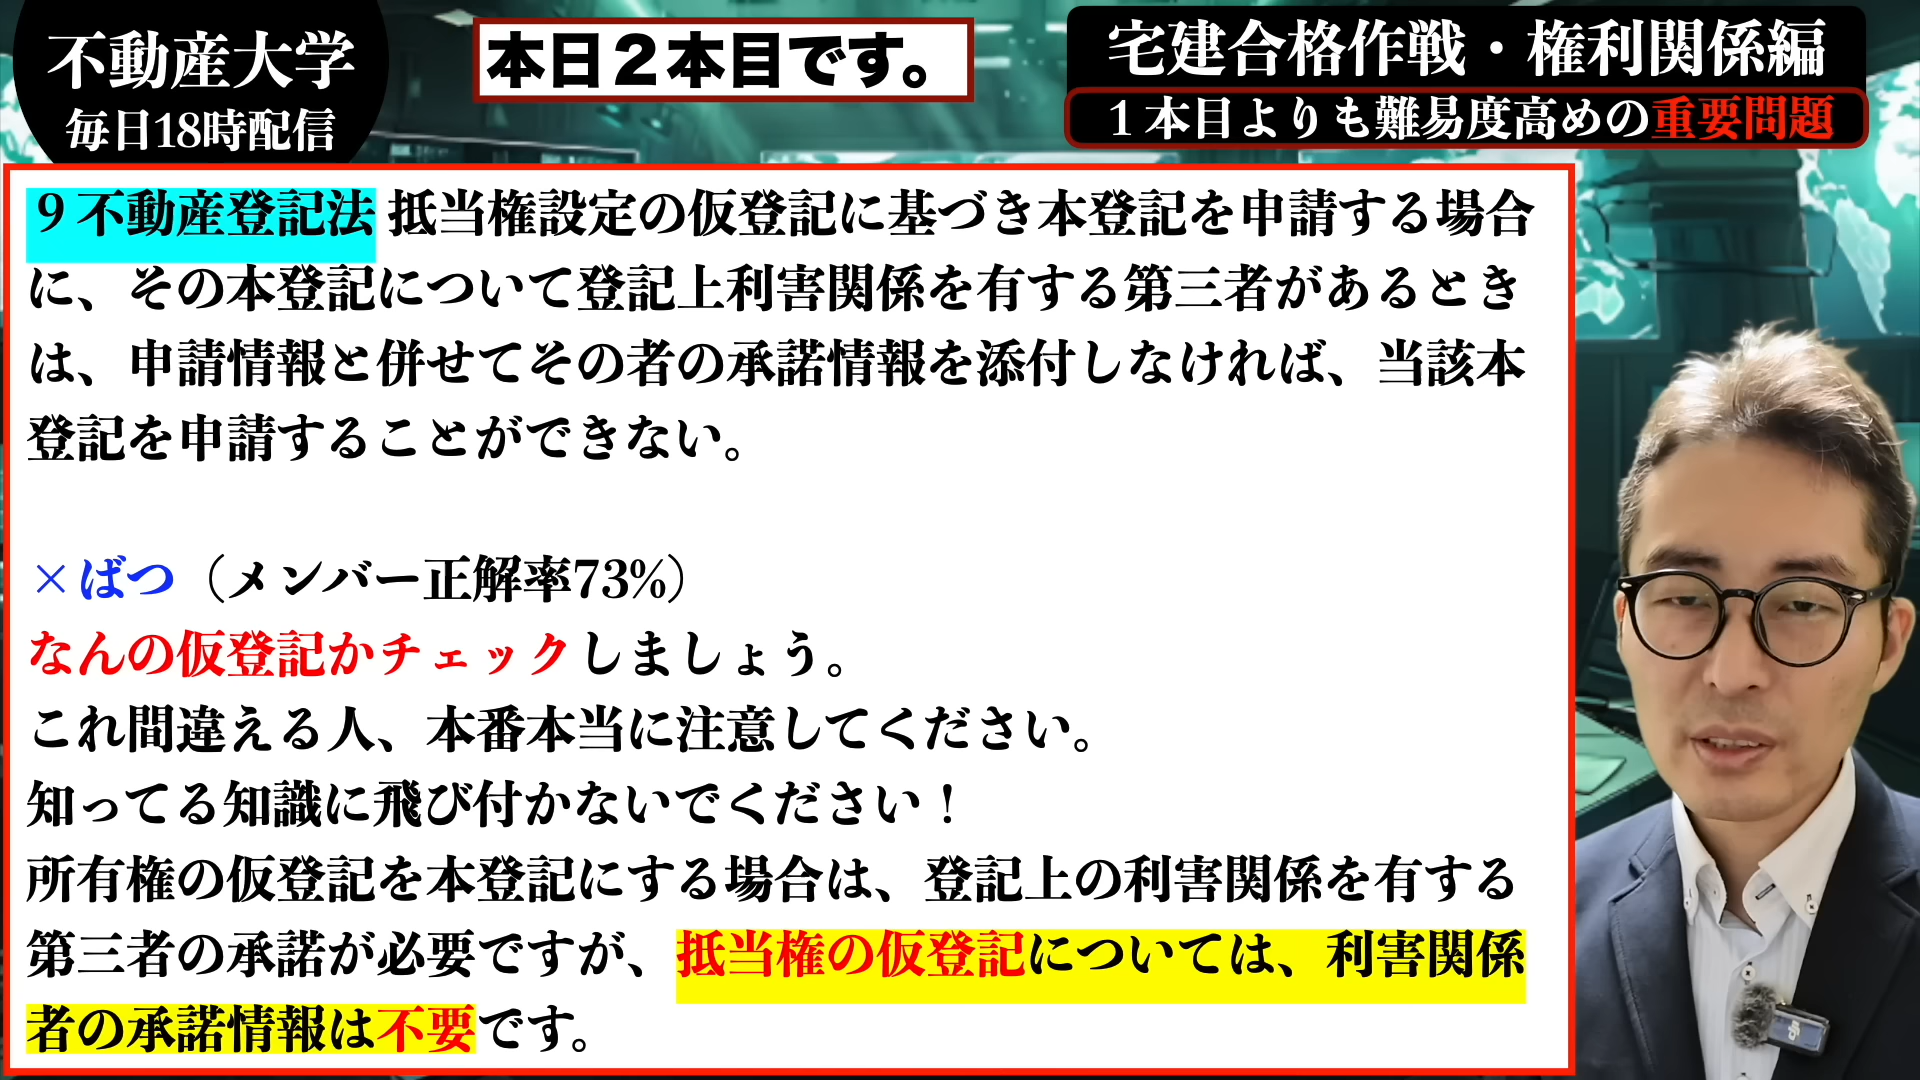 不動産大学
毎日18時配信
本日２本目です。
宅建合格作戦・権利関係編
１本目よりも難易度高めの重要問題
９不動産登記法 抵当権設定の仮登記に基づき本登記を申請する場合
に、その本登記について登記上利害関係を有する第三者があるとき
は、申請情報と併せてその者の承諾情報を添付しなければ、当該本
登記を申請することができない。
×ばつ（メンバー正解率73%）
なんの仮登記かチェックしましょう。
これ間違える人、本番本当に注意してください。
知ってる知識に飛び付かないでください！
所有権の仮登記を本登記にする場合は、登記上の利害関係を有する
第三者の承諾が必要ですが、抵当権の仮登記については、利害関係
者の承諾情報は不要です。